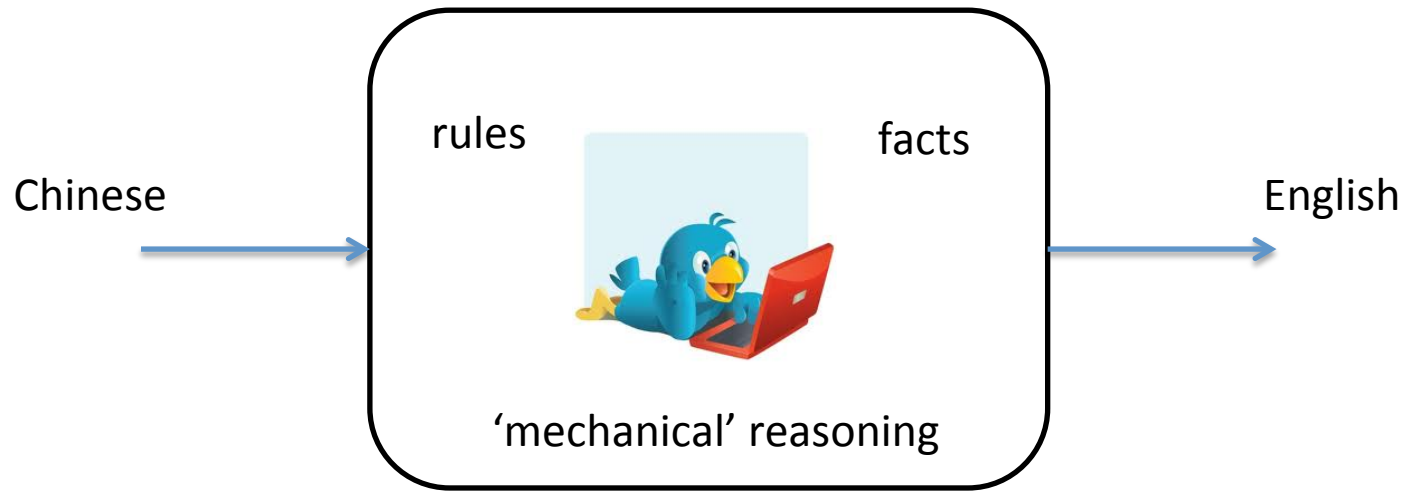 rules
facts
Chinese
English
‘mechanical’ reasoning